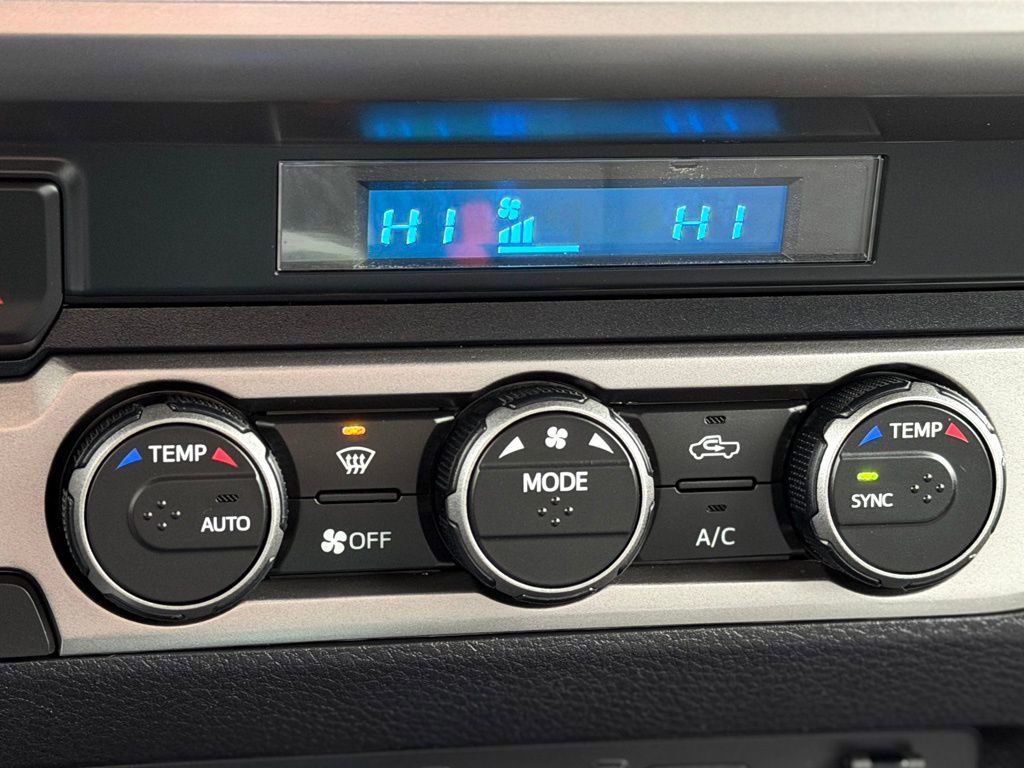 HI HI
TEMP
AUTO
OFF
MODE
A/C
TEMP
SYNC